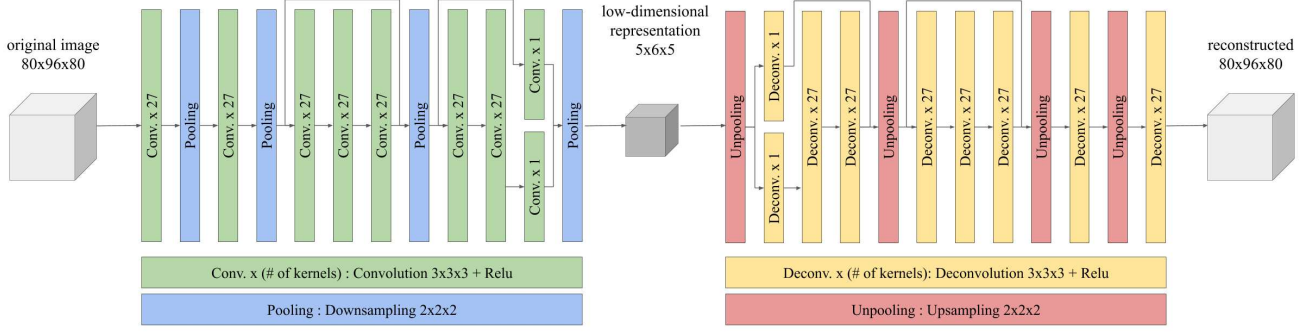 original image
80x96x80
Conv. x 27
Pooling
Conv. x 27
Pooling
Conv. x 27
Conv. x 27
Conv. x 27
Pooling
Conv. x 27
Conv. x 27
Conv. x 1
Conv. x 1
Pooling
low-dimensional
representation
5x6x5
Unpooling
Deconv. x 1
Deconv. x 1
Deconv. x 27
Deconv. x 27
Unpooling
Deconv. x 27
Deconv. x 27
Deconv. x 27
Unpooling
Deconv. x 27
Unpooling
Deconv. x 27
reconstructed
80x96x80
Conv. x (# of kernels) : Convolution 3x3x3 + Relu
Pooling : Downsampling 2x2x2
Deconv. x (# of kernels): Deconvolution 3x3x3 + Relu
Unpooling : Upsampling 2x2x2